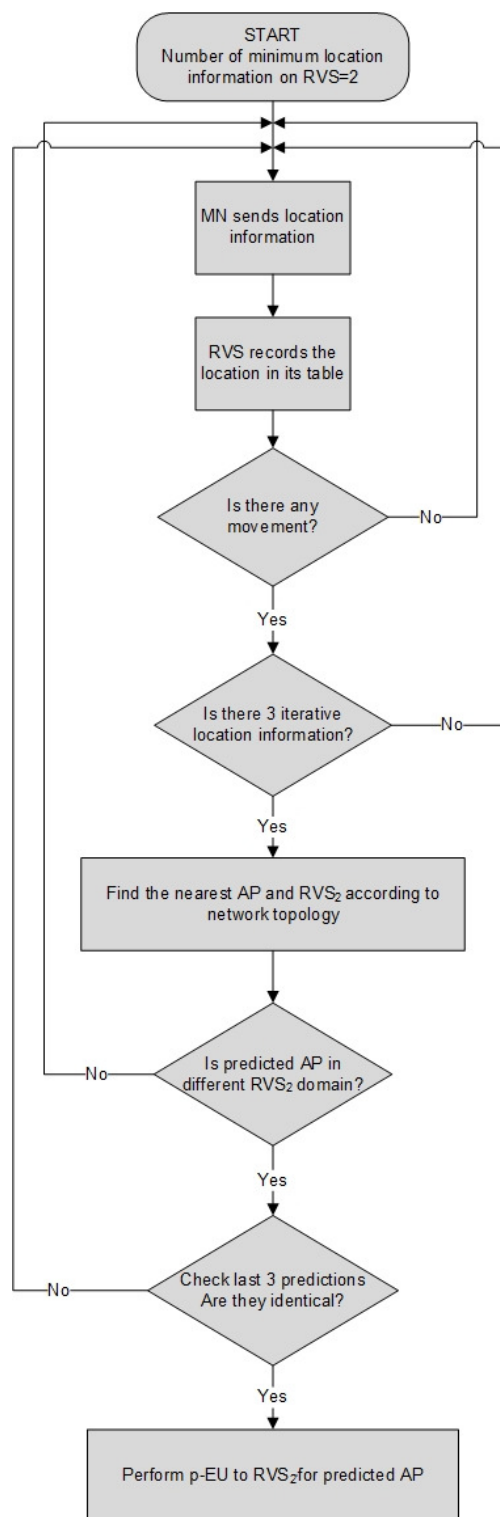 START
Number of minimum location
information on RVS=2
MN sends location
information
RVS records the
location in its table
Is there any
movement?
No
Yes
Is there 3 iterative
location information?
No
Yes
Find the nearest AP and RVS₂ according to
network topology
Is predicted AP in
different RVS₂ domain?
No
Yes
Check last 3 predictions
Are they identical?
No
Yes
Perform p-EU to RVS₂for predicted AP